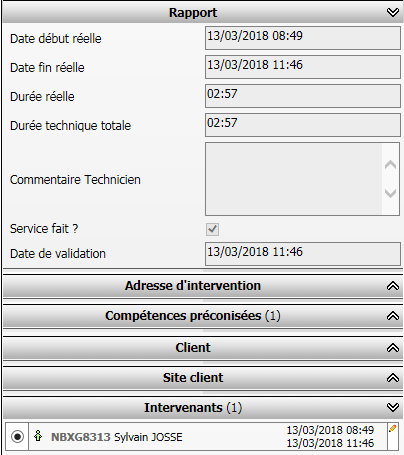 Rapport
Date début réelle 13/03/2018 08:49
Date fin réelle 13/03/2018 11:46
Durée réelle 02:57
Durée technique totale 02:57
Commentaire Technicien
Service fait ?
Date de validation 13/03/2018 11:46
Adresse d'intervention
Compétences préconisées (1)
Client
Site client
Intervenants (1)
NBXG8313 Sylvain JOSSE 13/03/2018 08:49
13/03/2018 11:46